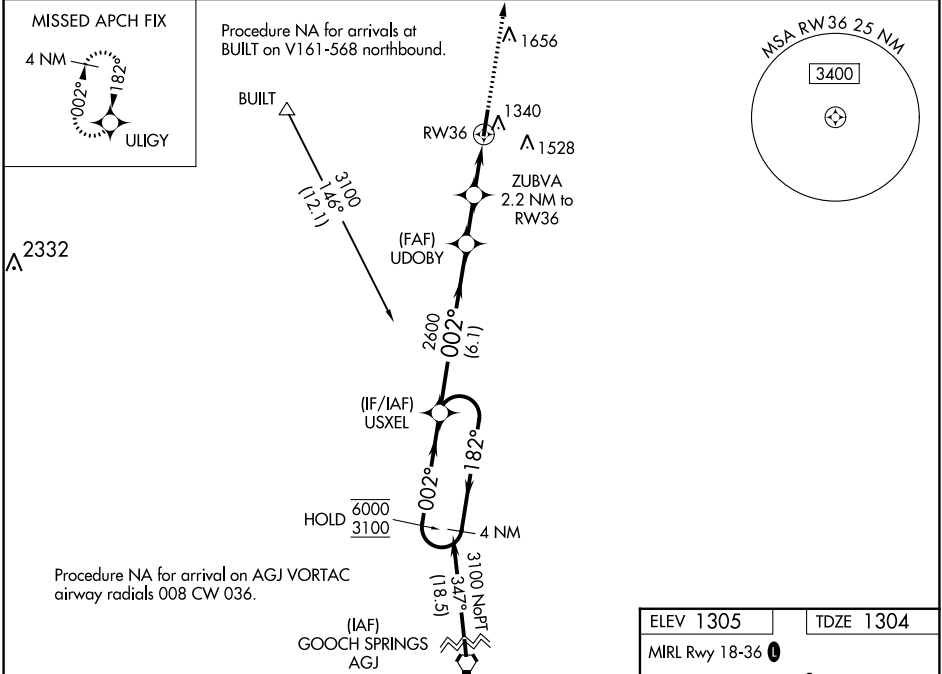 MISSED APCH FIX
4 NM
002°
182°
ULIGY
Procedure NA for arrivals at
BUILT on V161-568 northbound.
BUILT
3100
146°
(12.1)
1656
1340
RW36
1528
ZUBVA
2.2 NM to
RW36
(FAF)
UDOBY
MSA RW36 25 NM
3400
2332
2600
002°
(6.1)
(IF/IAF)
USXEL
002°
182°
HOLD
6000
3100
4 NM
3100 NoPT
347°
(18.5)
Procedure NA for arrival on AGJ VORTAC
airway radials 008 CW 036.
(IAF)
GOOCH SPRINGS
AGJ
ELEV 1305
TDZE 1304
MIRL Rwy 18-36 L